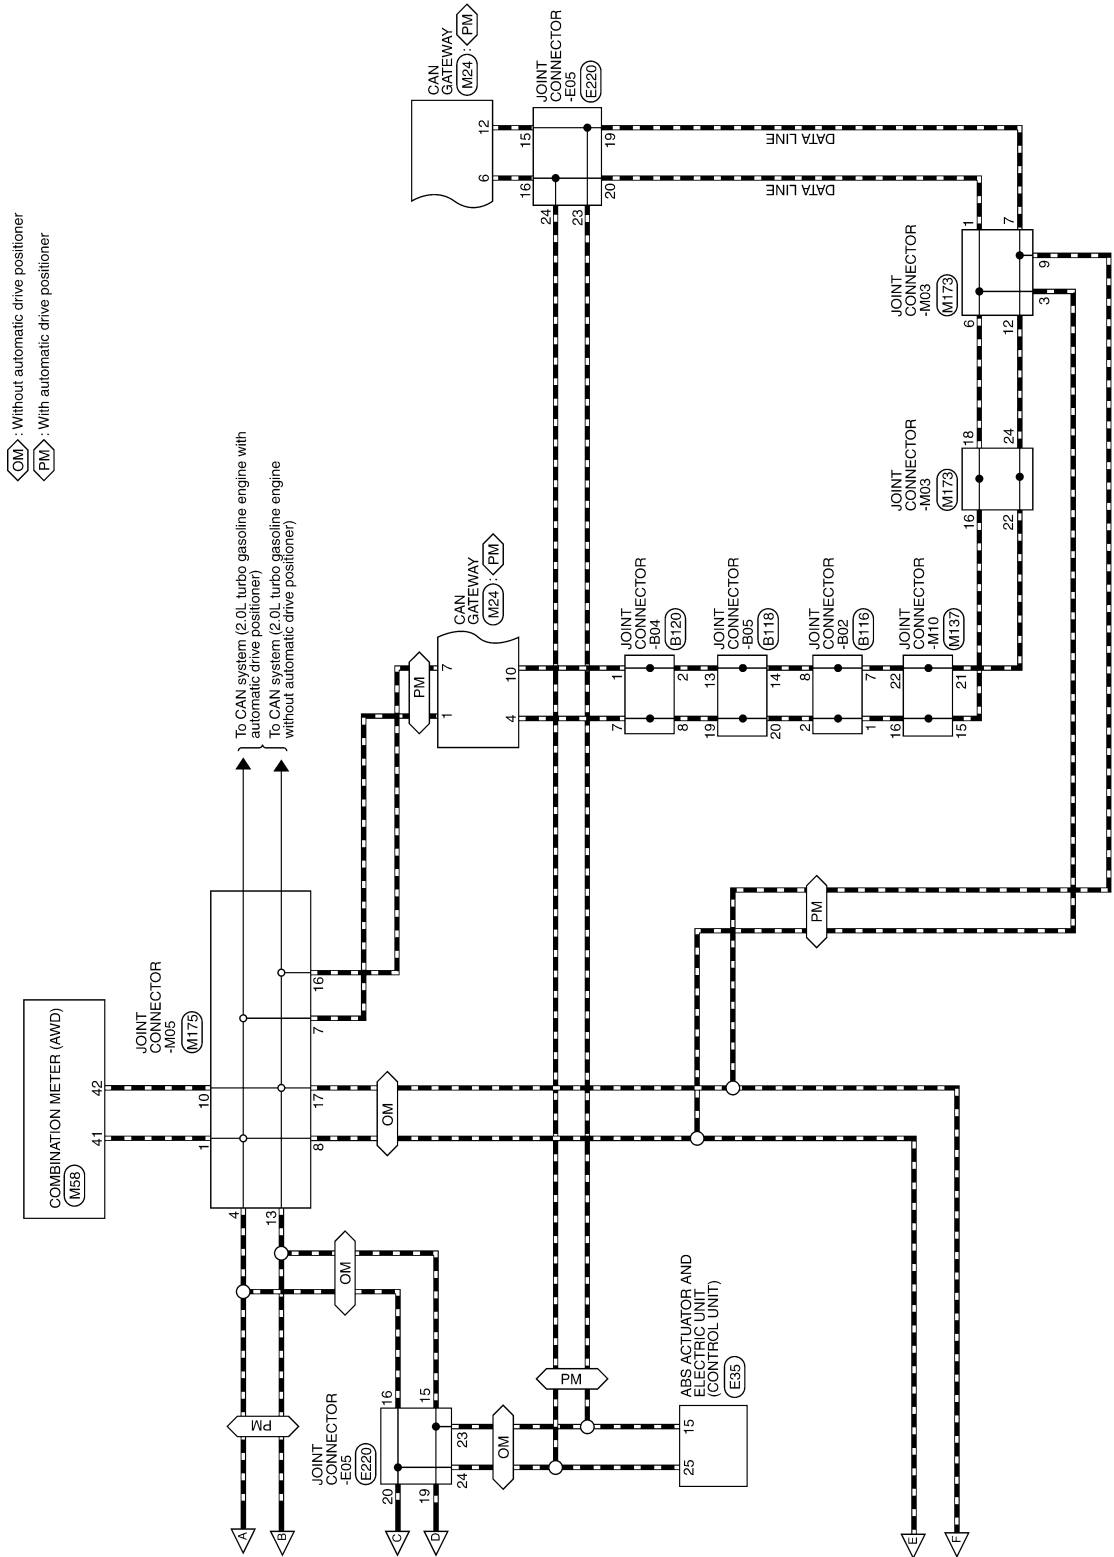 OM : Without automatic drive positioner
PM : With automatic drive positioner
COMBINATION METER (AWD)
M58
41
42
JOINT
CONNECTOR
-M05
M175
1
10
4
13
8
17
7
16
To CAN system (2.0L turbo gasoline engine with
automatic drive positioner)
To CAN system (2.0L turbo gasoline engine
without automatic drive positioner)
PM
OM
OM
A
B
C
D
JOINT
CONNECTOR
-E05
E220
20
19
16
15
24
23
OM
PM
ABS ACTUATOR AND
ELECTRIC UNIT
(CONTROL UNIT)
E35
25
15
E
F
PM
CAN
GATEWAY
M24 : PM
1
7
4
10
JOINT
CONNECTOR
-B04
B120
7
1
8
2
JOINT
CONNECTOR
-B05
B118
19
13
20
14
JOINT
CONNECTOR
-B02
B116
2
8
1
7
JOINT
CONNECTOR
-M10
M137
16
22
15
21
PM
CAN
GATEWAY
M24 : PM
6
12
JOINT
CONNECTOR
-E05
E220
16
15
24
23
20
19
DATA LINE
DATA LINE
JOINT
CONNECTOR
-M03
M173
16
22
18
24
JOINT
CONNECTOR
-M03
M173
6
12
1
7
3
9